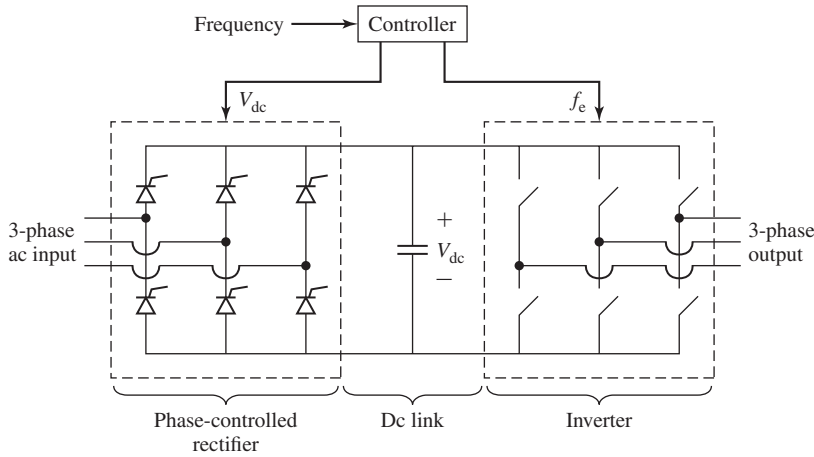 Frequency
Controller
V_dc
f_e
3-phase
ac input
+
V_dc
−
3-phase
output
Phase-controlled
rectifier
Dc link
Inverter